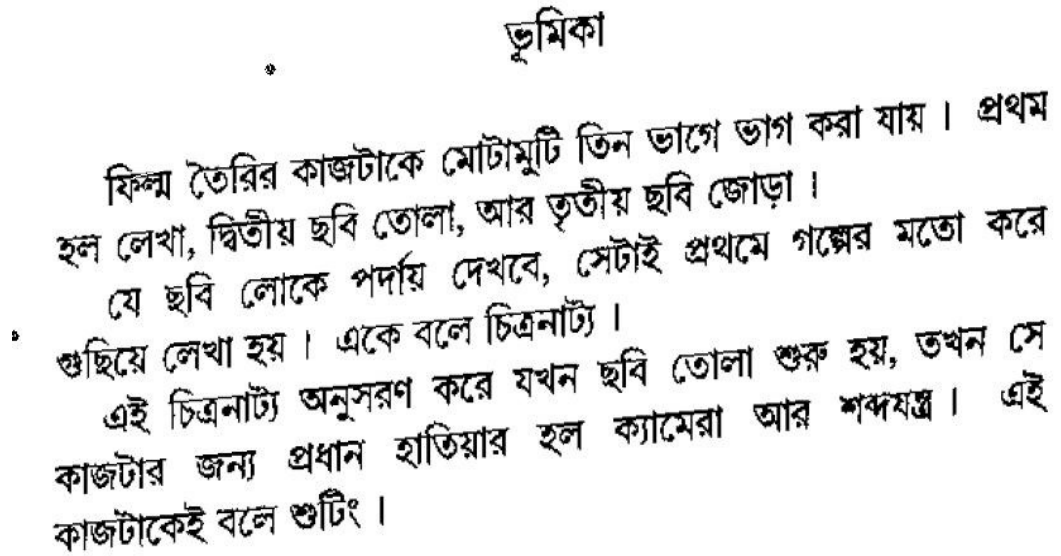 ভূমিকা
ফিল্ম তৈরির কাজটাকে মোটামুটি তিন ভাগে ভাগ করা যায় । প্রথম
হল লেখা, দ্বিতীয় ছবি তোলা, আর তৃতীয় ছবি জোড়া ।
যে ছবি লোকে পর্দায় দেখবে, সেটাই প্রথমে গল্পের মতো করে
গুছিয়ে লেখা হয় । একে বলে চিত্রনাট্য ।
এই চিত্রনাট্য অনুসরণ করে যখন ছবি তোলা শুরু হয়, তখন সে
কাজটার জন্য প্রধান হাতিয়ার হল ক্যামেরা আর শব্দযন্ত্র । এই
কাজটাকেই বলে শুটিং ।